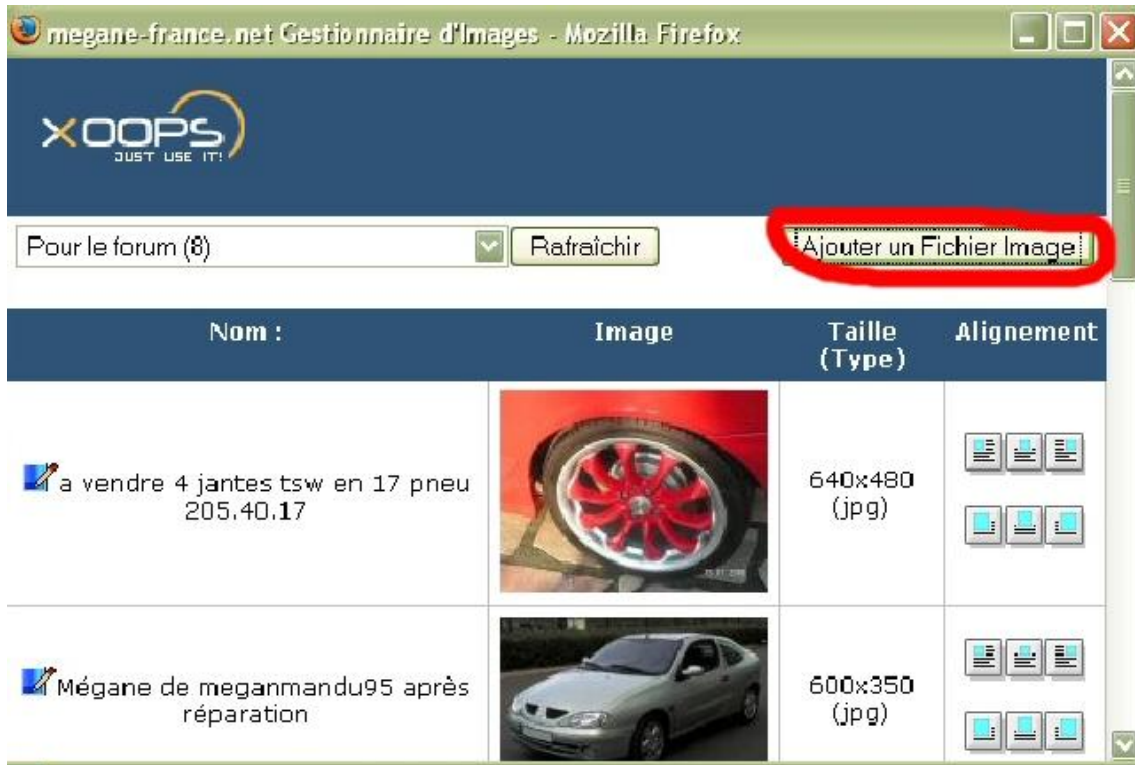 megane-france.net Gestionnaire d'Images - Mozilla Firefox
XOOPS
JUST USE IT!
Pour le forum (8)
Rafraîchir
Ajouter un Fichier Image
Nom :
Image
Taille
(Type)
Alignement
a vendre 4 jantes tsw en 17 pneu
205.40.17
640x480
(jpg)
Mégane de meganmandu95 après
réparation
600x350
(jpg)